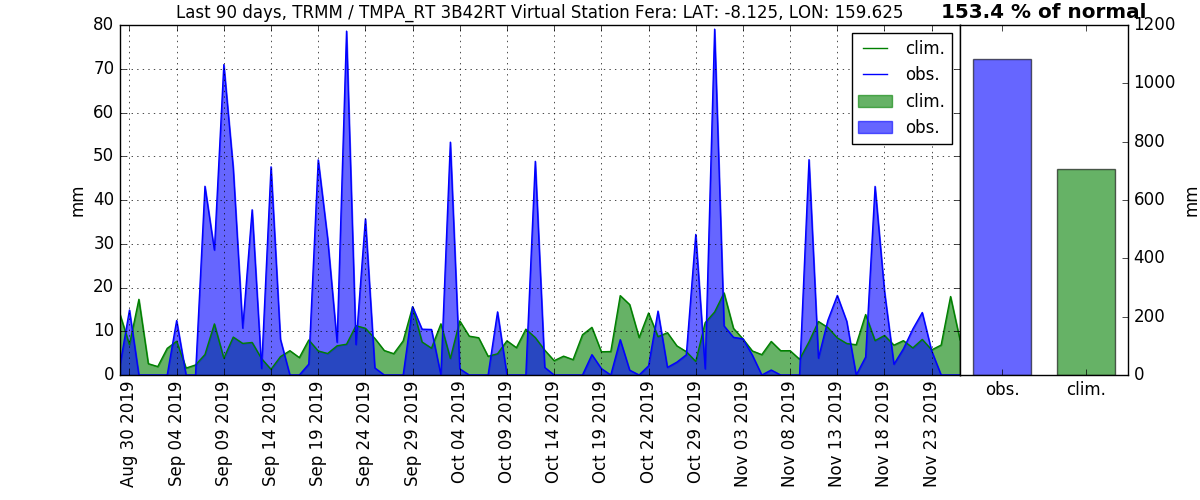 Last 90 days, TRMM / TMPA_RT 3B42RT Virtual Station Fera: LAT: -8.125, LON: 159.625
153.4 % of normal
80
70
60
50
40
30
20
10
0
mm
clim.
obs.
clim.
obs.
1200
1000
800
600
400
200
0
mm
obs.
clim.
Aug 30 2019
Sep 04 2019
Sep 09 2019
Sep 14 2019
Sep 19 2019
Sep 24 2019
Sep 29 2019
Oct 04 2019
Oct 09 2019
Oct 14 2019
Oct 19 2019
Oct 24 2019
Oct 29 2019
Nov 03 2019
Nov 08 2019
Nov 13 2019
Nov 18 2019
Nov 23 2019